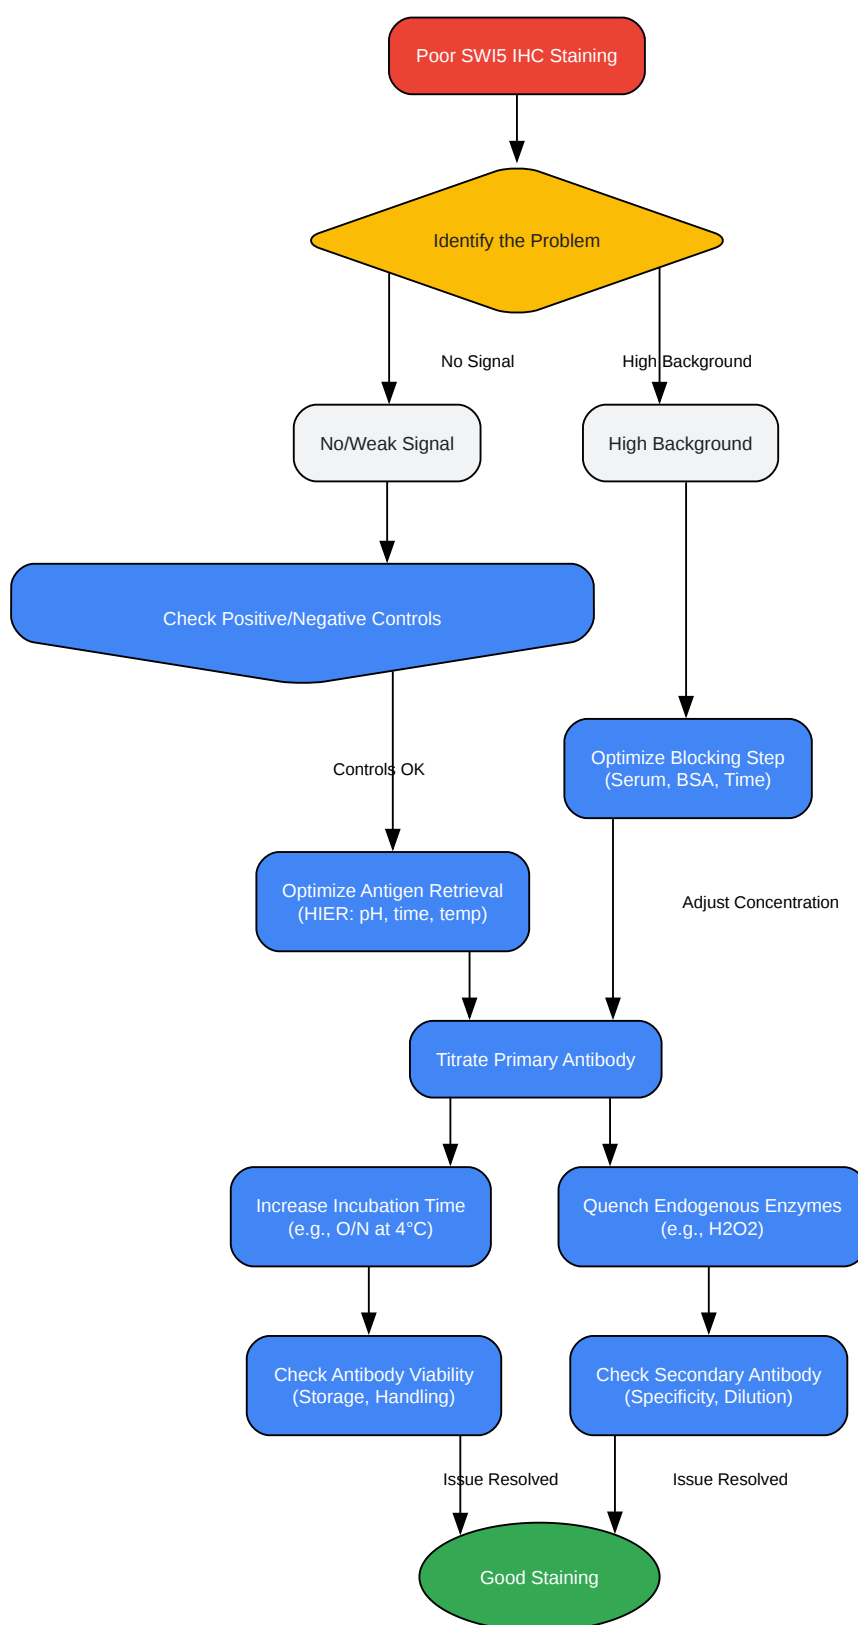 Poor SWI5 IHC Staining
Identify the Problem
No Signal
High Background
No/Weak Signal
High Background
Check Positive/Negative Controls
Optimize Blocking Step
(Serum, BSA, Time)
Controls OK
Optimize Antigen Retrieval
(HIER: pH, time, temp)
Adjust Concentration
Titrate Primary Antibody
Increase Incubation Time
(e.g., O/N at 4°C)
Quench Endogenous Enzymes
(e.g., H2O2)
Check Antibody Viability
(Storage, Handling)
Check Secondary Antibody
(Specificity, Dilution)
Issue Resolved
Issue Resolved
Good Staining